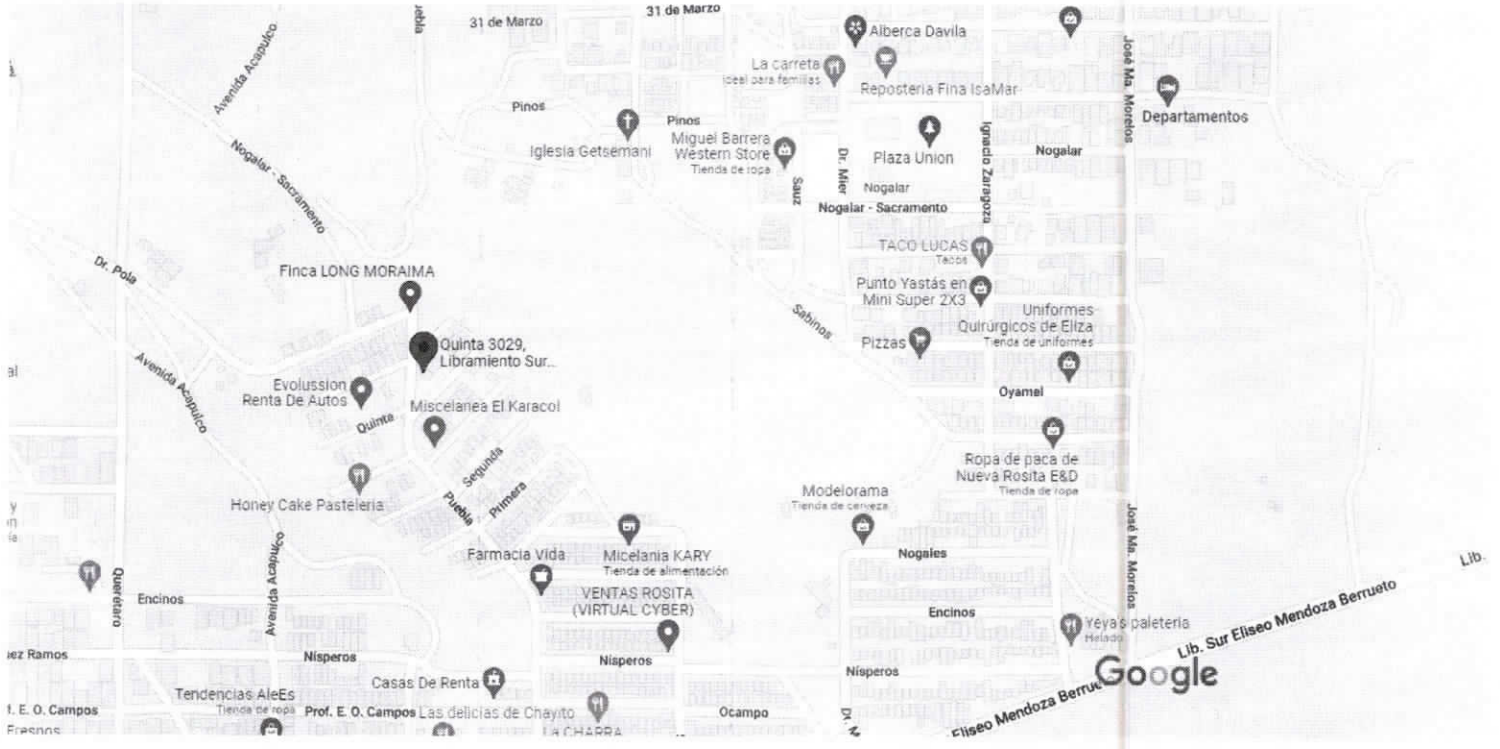 31 de Marzo
31 de Marzo
Alberca Davila
La carreta
Ideal para familias
Reposteria Fina IsaMar
Avenida Acapulco
José Ma. Morelos
Departamentos
Pinos
Pinos
Iglesia Getsemani
Miguel Barrera
Western Store
Tienda de ropa
Plaza Union
Ignacio Zaragoza
Nogalar
Dr. Mier
Sauz
Nogalar
Nogalar - Sacramento
Nogalar - Sacramento
TACO LUCAS
Tacos
Dr. Pola
Finca LONG MORAIMA
Punto Yastás en
Mini Super 2X3
Uniformes
Quirúrgicos de Eliza
Tienda de uniformes
Sabinos
Pizzas
Quinta 3029,
Libramiento Sur...
Avenida Acapulco
Evolussion
Renta De Autos
Oyamel
Miscelanea El Karacol
Quinta
Segunda
Ropa de paca de
Nueva Rosita E&D
Tienda de ropa
Honey Cake Pasteleria
Puebla
Primera
Modelorama
Tienda de cerveza
José Ma. Morelos
Farmacia Vida
Micelania KARY
Tienda de alimentación
Nogales
Lib.
Avenida Acapulco
VENTAS ROSITA
(VIRTUAL CYBER)
Querétaro
Encinos
Encinos
Yeya's paleteria
Helado
Lib. Sur Eliseo Mendoza Berrueto
Nísperos
Nísperos
Nísperos
Google
Casas De Renta
Eliseo Mendoza Berrue
Tendencias AleEs
Tienda de ropa
Prof. E. O. Campos
Las delicias de Chayito
Ocampo
f. E. O. Campos
Fresnos
LA CHARRA